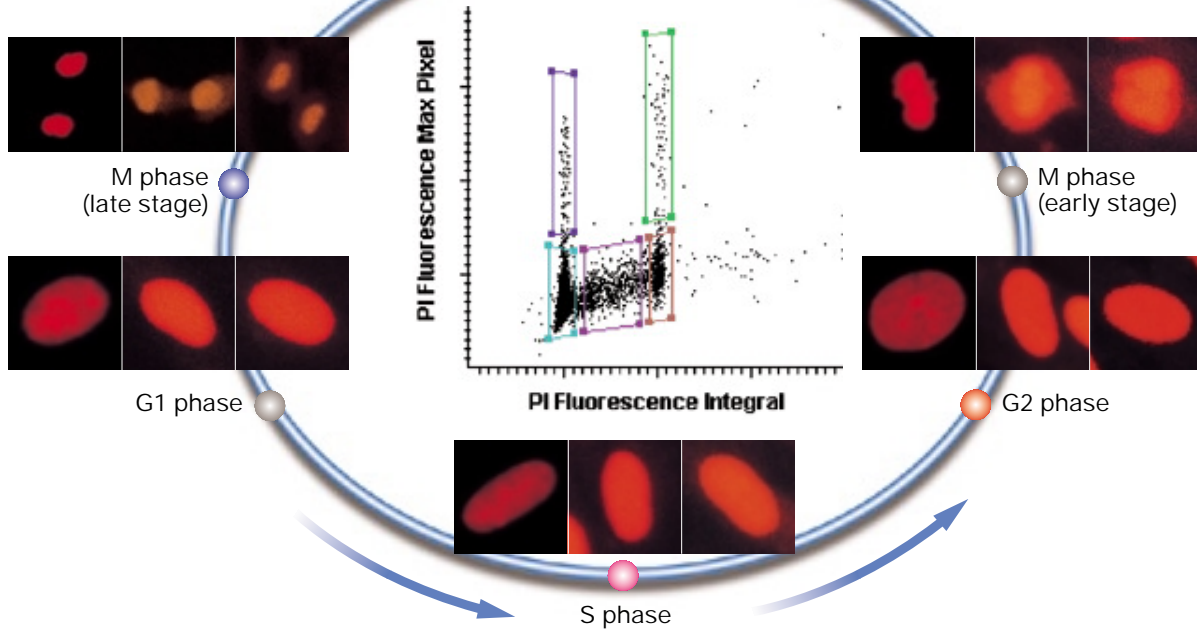 PI Fluorescence Max Pixel
M phase
(late stage)
M phase
(early stage)
G1 phase
PI Fluorescence Integral
G2 phase
S phase